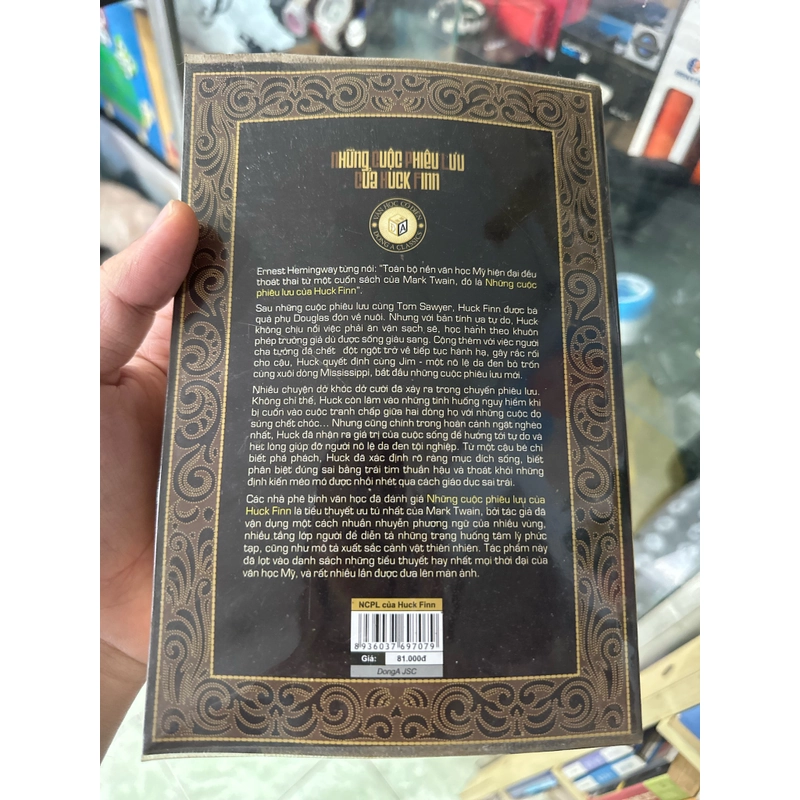 NHỮNG CUỘC PHIÊU LƯU
CỦA HUCK FINN
VĂN HỌC CỔ ĐIỂN
ĐÔNG A CLASSICS
Ernest Hemingway từng nói: "Toàn bộ nền văn học Mỹ hiện đại đều
thoát thai từ một cuốn sách của Mark Twain, đó là Những cuộc
phiêu lưu của Huck Finn".
Sau những cuộc phiêu lưu cùng Tom Sawyer, Huck Finn được bà
quả phụ Douglas đón về nuôi. Nhưng với bản tính ưa tự do, Huck
không chịu nổi việc phải ăn vận sạch sẽ, học hành theo khuôn
phép trưởng giả dù được sống giàu sang. Cộng thêm với việc người
cha tưởng đã chết đột ngột trở về tiếp tục hành hạ, gây rắc rối
cho cậu, Huck quyết định cùng Jim - một nô lệ da đen bỏ trốn
cùng xuôi dòng Mississippi, bắt đầu những cuộc phiêu lưu mới.
Nhiều chuyện dở khóc dở cười đã xảy ra trong chuyến phiêu lưu.
Không chỉ thế, Huck còn lâm vào những tình huống nguy hiểm khi
bị cuốn vào cuộc tranh chấp giữa hai dòng họ với những cuộc đọ
súng chết chóc... Nhưng cũng chính trong hoàn cảnh ngặt nghèo
nhất, Huck đã nhận ra giá trị của cuộc sống để hướng tới tự do và
hết lòng giúp đỡ người nô lệ da đen tội nghiệp. Từ một cậu bé chỉ
biết phá phách, Huck đã xác định rõ ràng mục đích sống, biết
phân biệt đúng sai bằng trái tim thuần hậu và thoát khỏi những
định kiến méo mó được nhồi nhét qua cách giáo dục sai trái.
Các nhà phê bình văn học đã đánh giá Những cuộc phiêu lưu của
Huck Finn là tiểu thuyết ưu tú nhất của Mark Twain, bởi tác giả đã
vận dụng một cách nhuần nhuyễn phương ngữ của nhiều vùng,
nhiều tầng lớp người để diễn tả những trạng huống tâm lý phức
tạp, cũng như mô tả xuất sắc cảnh vật thiên nhiên. Tác phẩm này
đã lọt vào danh sách những tiểu thuyết hay nhất mọi thời đại của
văn học Mỹ, và rất nhiều lần được đưa lên màn ảnh.
NCPL của Huck Finn
8936037697079
Giá: 81.000đ
DongA JSC